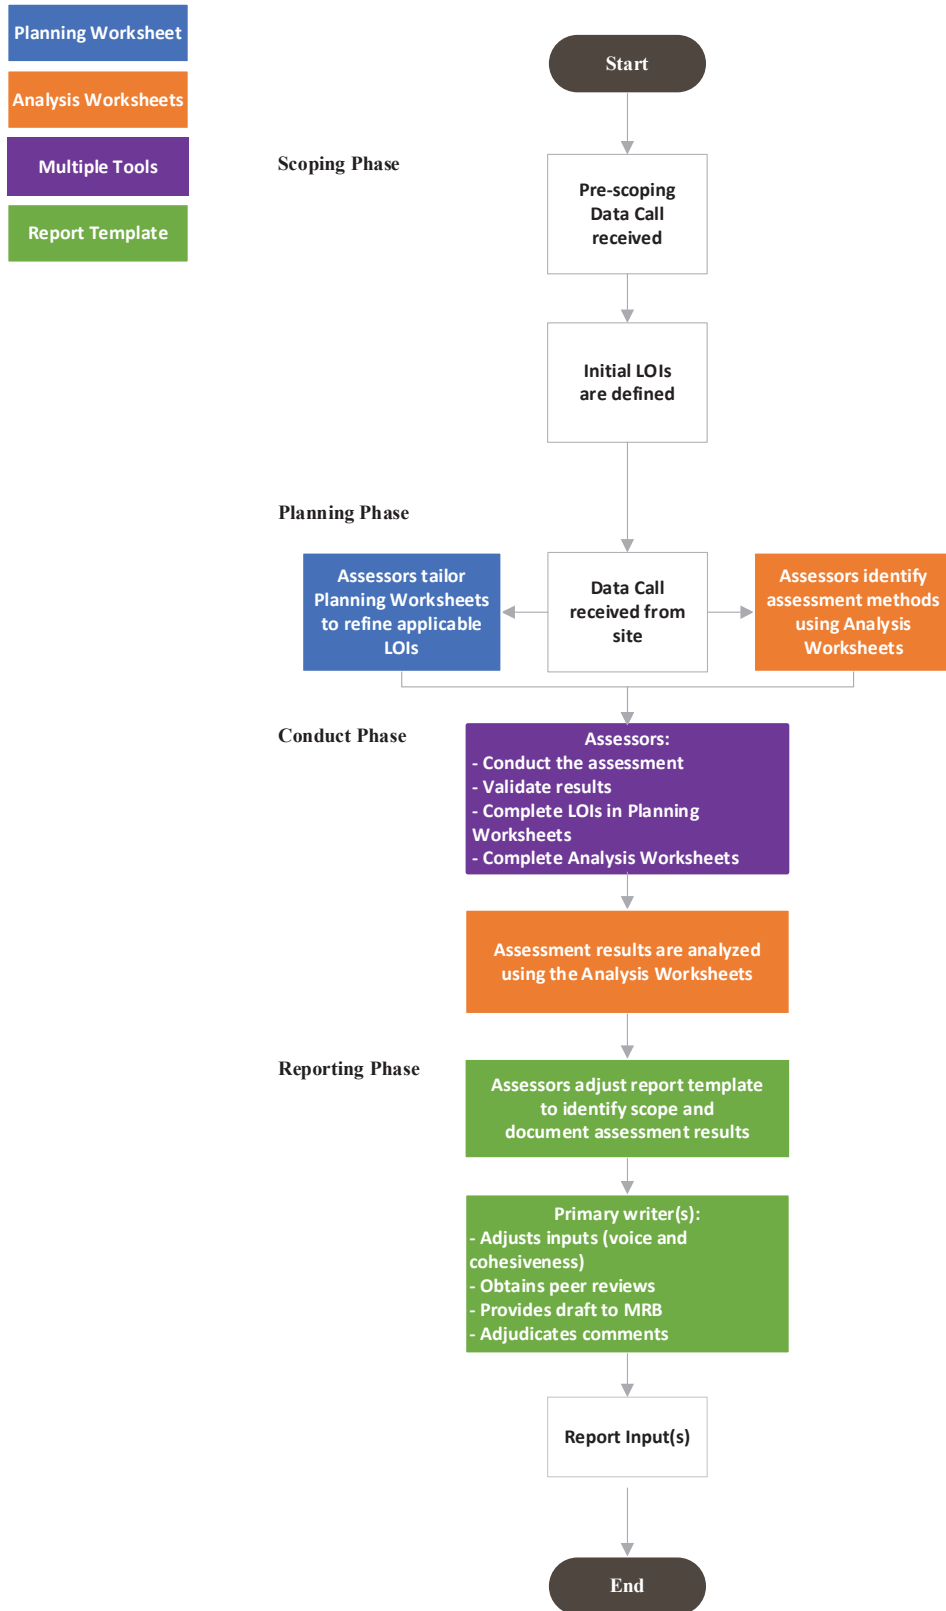 Planning Worksheet
Analysis Worksheets
Multiple Tools
Report Template
Start
Scoping Phase
Pre-scoping
Data Call
received
Initial LOIs
are defined
Planning Phase
Assessors tailor
Planning Worksheets
to refine applicable
LOIs
Data Call
received from
site
Assessors identify
assessment methods
using Analysis
Worksheets
Conduct Phase
Assessors:
- Conduct the assessment
- Validate results
- Complete LOIs in Planning
Worksheets
- Complete Analysis Worksheets
Assessment results are analyzed
using the Analysis Worksheets
Reporting Phase
Assessors adjust report template
to identify scope and
document assessment results
Primary writer(s):
- Adjusts inputs (voice and
cohesiveness)
- Obtains peer reviews
- Provides draft to MRB
- Adjudicates comments
Report Input(s)
End